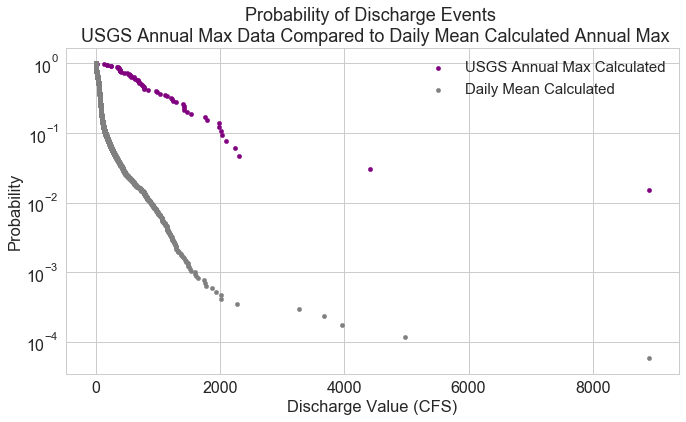 Probability of Discharge Events
USGS Annual Max Data Compared to Daily Mean Calculated Annual Max
USGS Annual Max Calculated
Daily Mean Calculated
10⁰
10⁻¹
10⁻²
10⁻³
10⁻⁴
Probability
0 2000 4000 6000 8000
Discharge Value (CFS)